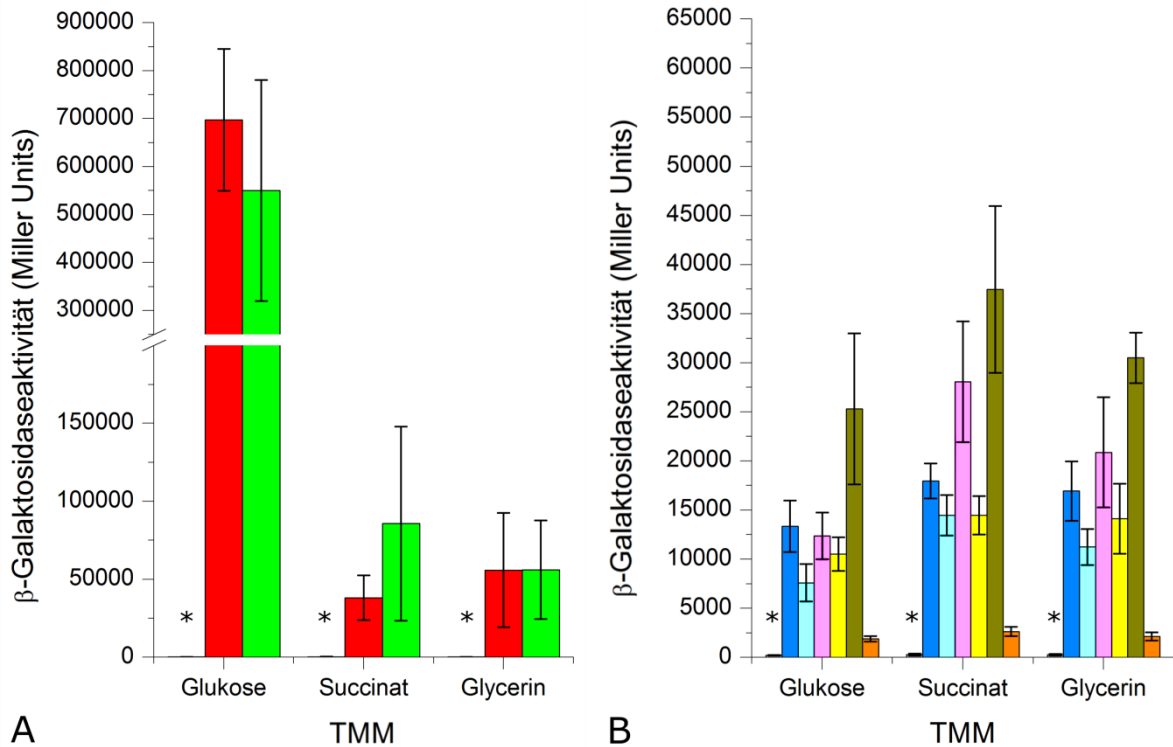 β-Galaktosidaseaktivität (Miller Units)
900000
800000
700000
600000
500000
400000
300000
150000
100000
50000
0
* * *
Glukose Succinat Glycerin
TMM
A
β-Galaktosidaseaktivität (Miller Units)
65000
60000
55000
50000
45000
40000
35000
30000
25000
20000
15000
10000
5000
0
* * *
Glukose Succinat Glycerin
TMM
B